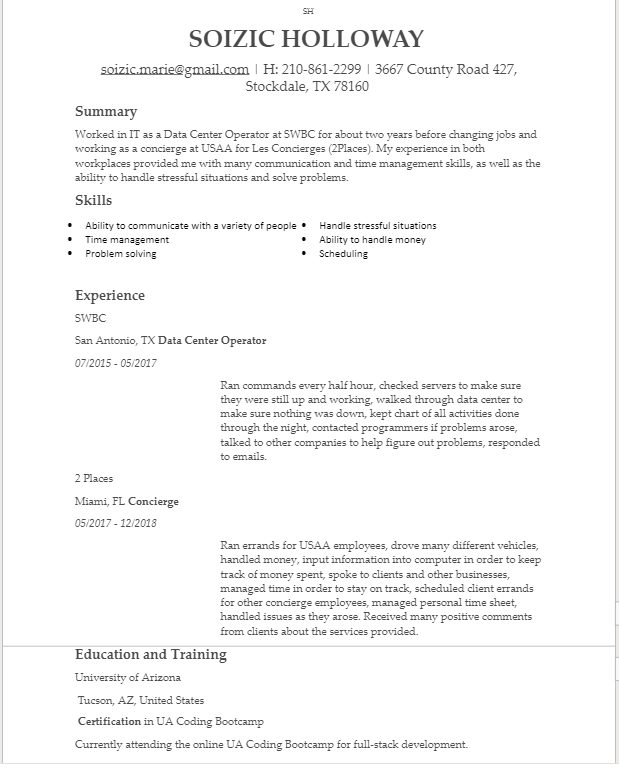 SH
SOIZIC HOLLOWAY
soizic.marie@gmail.com | H: 210-861-2299 | 3667 County Road 427,
Stockdale, TX 78160
Summary
Worked in IT as a Data Center Operator at SWBC for about two years before changing jobs and
working as a concierge at USAA for Les Concierges (2Places). My experience in both
workplaces provided me with many communication and time management skills, as well as the
ability to handle stressful situations and solve problems.
Skills
• Ability to communicate with a variety of people • Handle stressful situations
• Time management • Ability to handle money
• Problem solving • Scheduling
Experience
SWBC
San Antonio, TX Data Center Operator
07/2015 - 05/2017
Ran commands every half hour, checked servers to make sure
they were still up and working, walked through data center to
make sure nothing was down, kept chart of all activities done
through the night, contacted programmers if problems arose,
talked to other companies to help figure out problems, responded
to emails.
2 Places
Miami, FL Concierge
05/2017 - 12/2018
Ran errands for USAA employees, drove many different vehicles,
handled money, input information into computer in order to keep
track of money spent, spoke to clients and other businesses,
managed time in order to stay on track, scheduled client errands
for other concierge employees, managed personal time sheet,
handled issues as they arose. Received many positive comments
from clients about the services provided.
Education and Training
University of Arizona
Tucson, AZ, United States
Certification in UA Coding Bootcamp
Currently attending the online UA Coding Bootcamp for full-stack development.